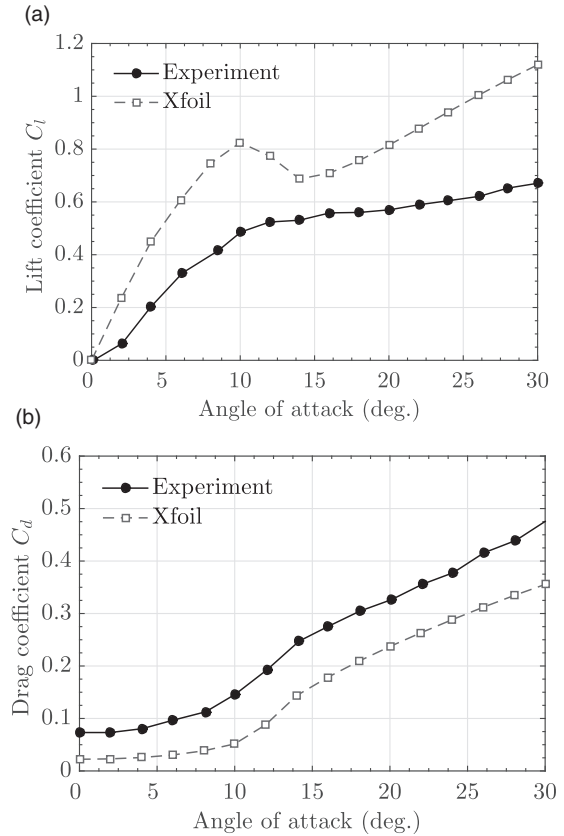 (a)
1.2
1
0.8
0.6
0.4
0.2
0
Lift coefficient C_l
Experiment
Xfoil
0 5 10 15 20 25 30
Angle of attack (deg.)
(b)
0.6
0.5
0.4
0.3
0.2
0.1
0
Drag coefficient C_d
Experiment
Xfoil
0 5 10 15 20 25 30
Angle of attack (deg.)